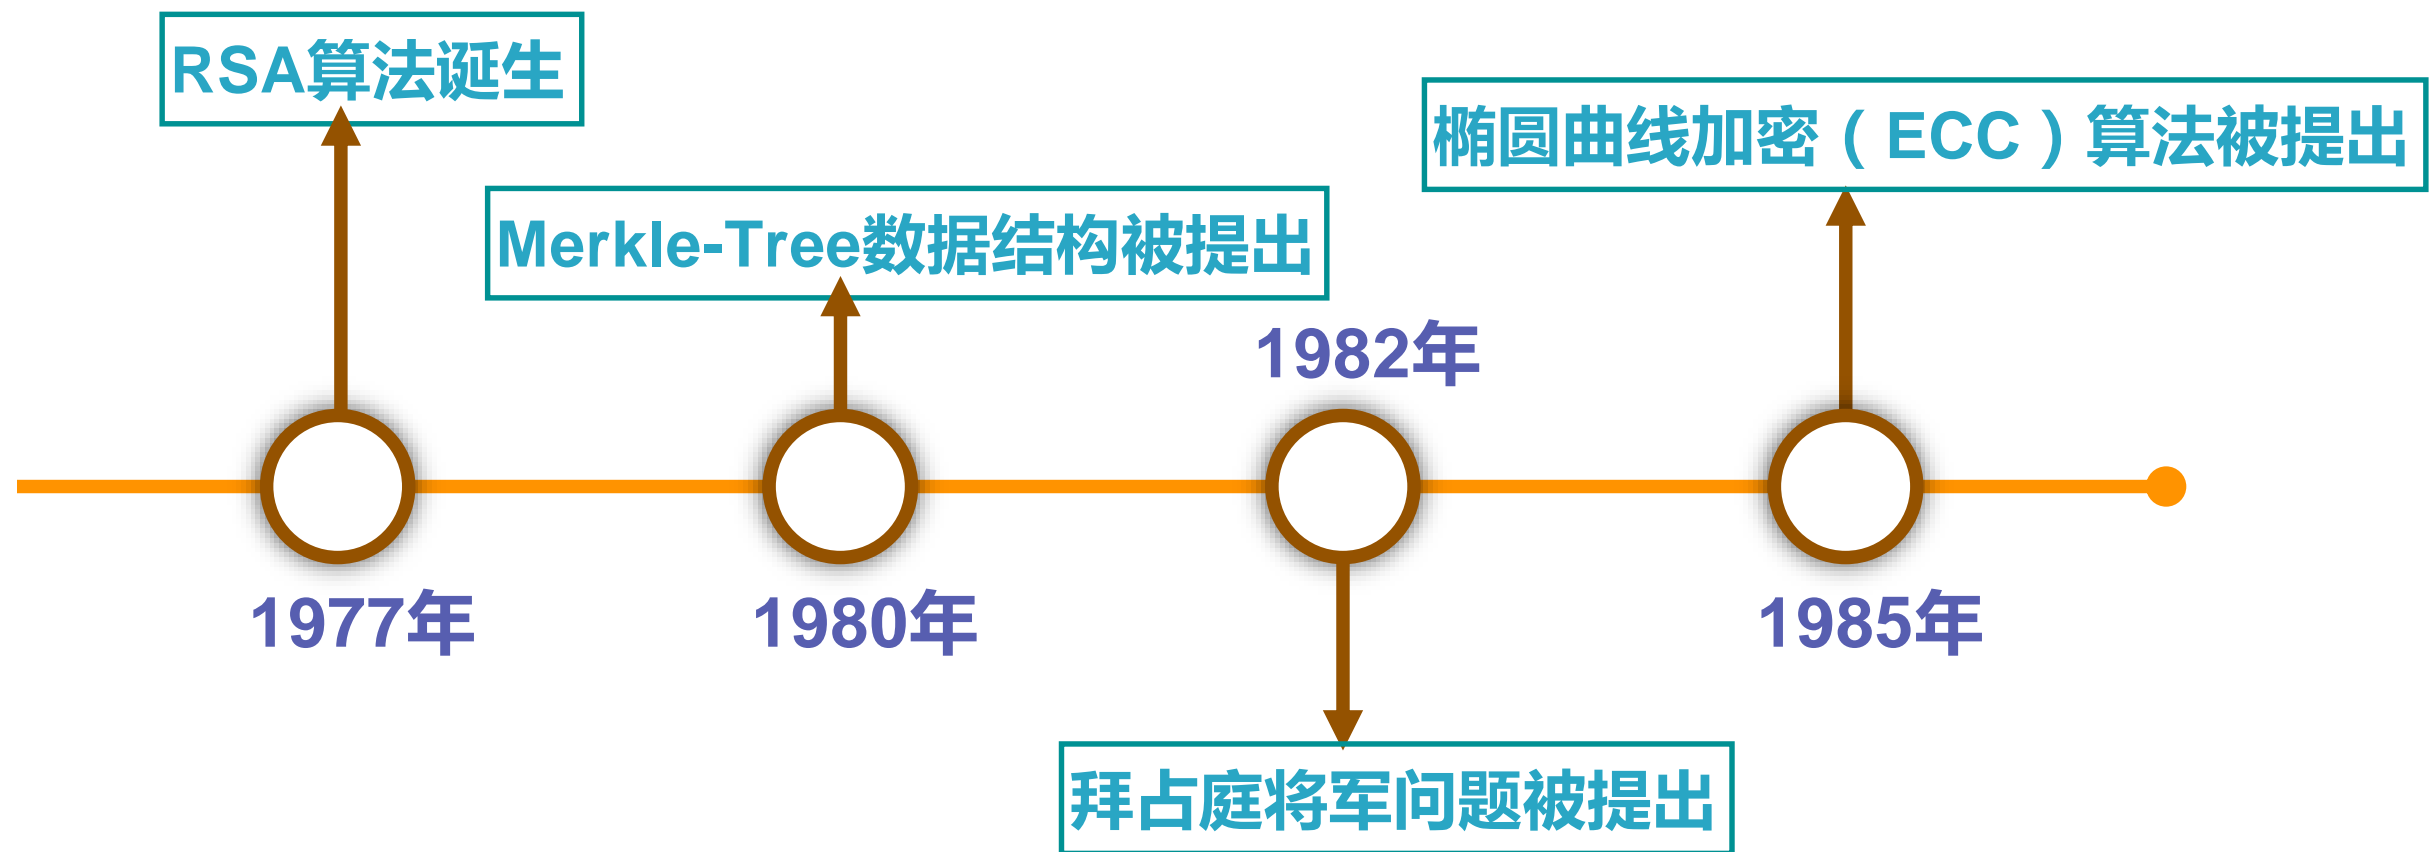 RSA算法诞生
椭圆曲线加密（ECC）算法被提出
Merkle-Tree数据结构被提出
1982年
1977年
1980年
1985年
拜占庭将军问题被提出